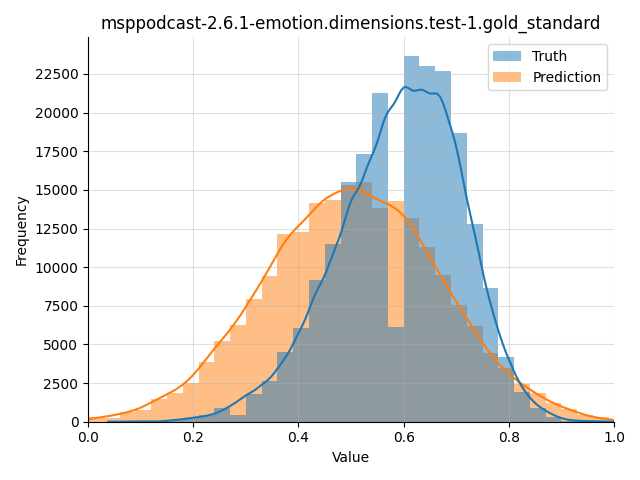 msppodcast-2.6.1-emotion.dimensions.test-1.gold_standard
Truth
Prediction
22500
20000
17500
15000
12500
10000
7500
5000
2500
0
Frequency
0.0 0.2 0.4 0.6 0.8 1.0
Value